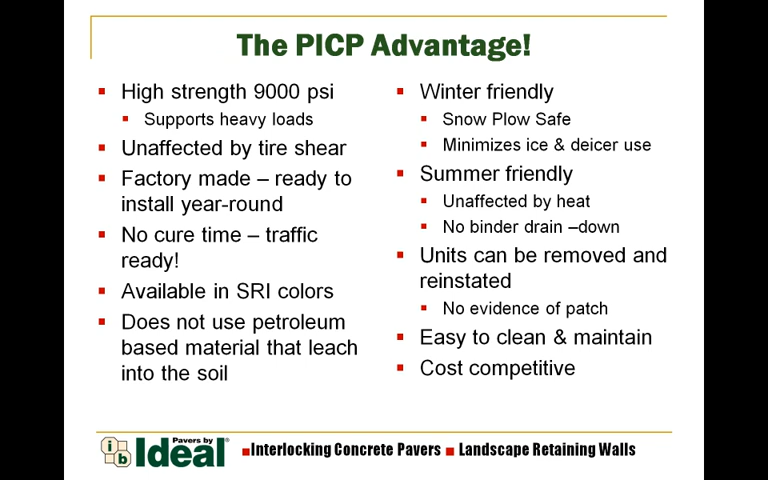 The PICP Advantage!
High strength 9000 psi
Supports heavy loads
Unaffected by tire shear
Factory made – ready to
install year-round
No cure time – traffic
ready!
Available in SRI colors
Does not use petroleum
based material that leach
into the soil
Winter friendly
Snow Plow Safe
Minimizes ice & deicer use
Summer friendly
Unaffected by heat
No binder drain –down
Units can be removed and
reinstated
No evidence of patch
Easy to clean & maintain
Cost competitive
ib
Pavers by
Ideal®
Interlocking Concrete Pavers ■ Landscape Retaining Walls